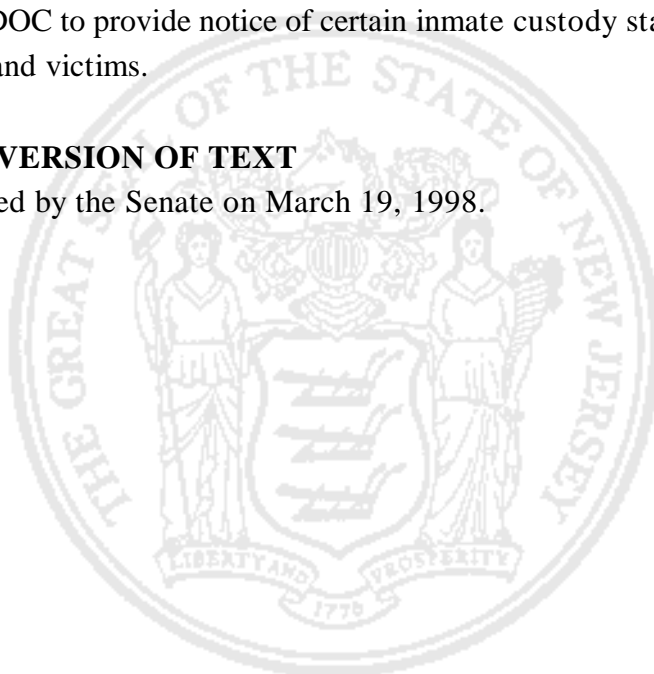 DOC to provide notice of certain inmate custody sta
and victims.
VERSION OF TEXT
ed by the Senate on March 19, 1998.
THE GREAT SEAL OF THE STATE OF NEW JERSEY
LIBERTY AND PROSPERITY
1776